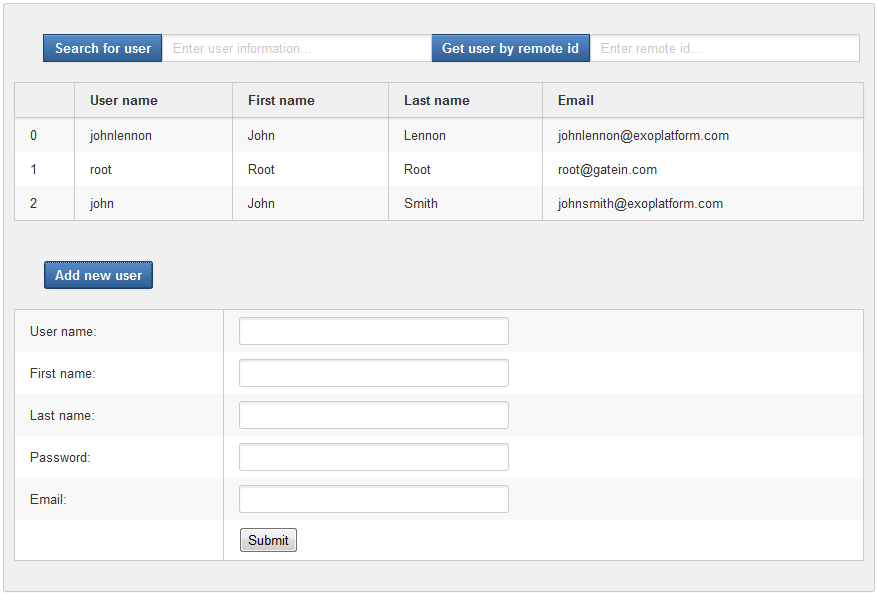 Search for user Enter user information... Get user by remote id Enter remote id...
User name First name Last name Email
0 johnlennon John Lennon johnlennon@exoplatform.com
1 root Root Root root@gatein.com
2 john John Smith johnsmith@exoplatform.com
Add new user
User name:
First name:
Last name:
Password:
Email:
Submit